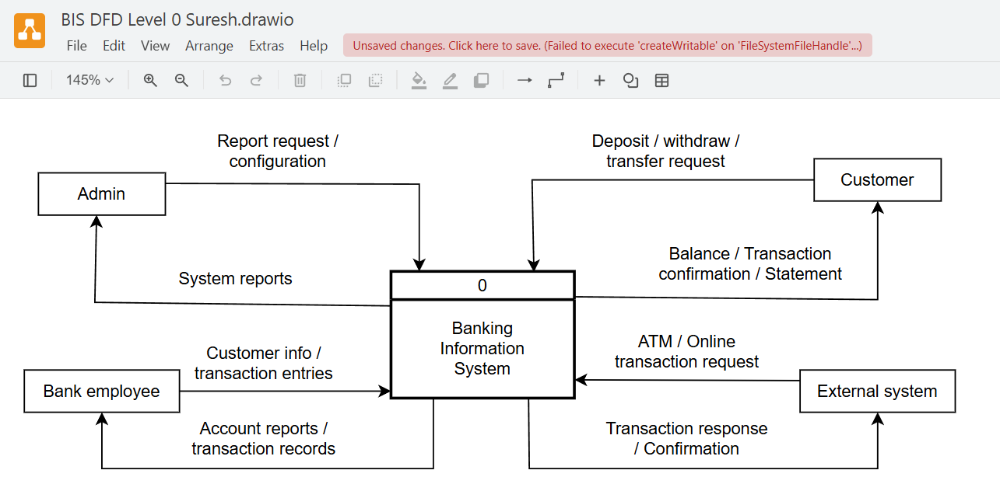 BIS DFD Level 0 Suresh.drawio
File Edit View Arrange Extras Help
Unsaved changes. Click here to save. (Failed to execute 'createWritable' on 'FileSystemFileHandle'...)
145%
Report request /
configuration
Deposit / withdraw /
transfer request
Admin
Customer
System reports
Balance / Transaction
confirmation / Statement
0
Banking
Information
System
Customer info /
transaction entries
ATM / Online
transaction request
Bank employee
External system
Account reports /
transaction records
Transaction response
/ Confirmation